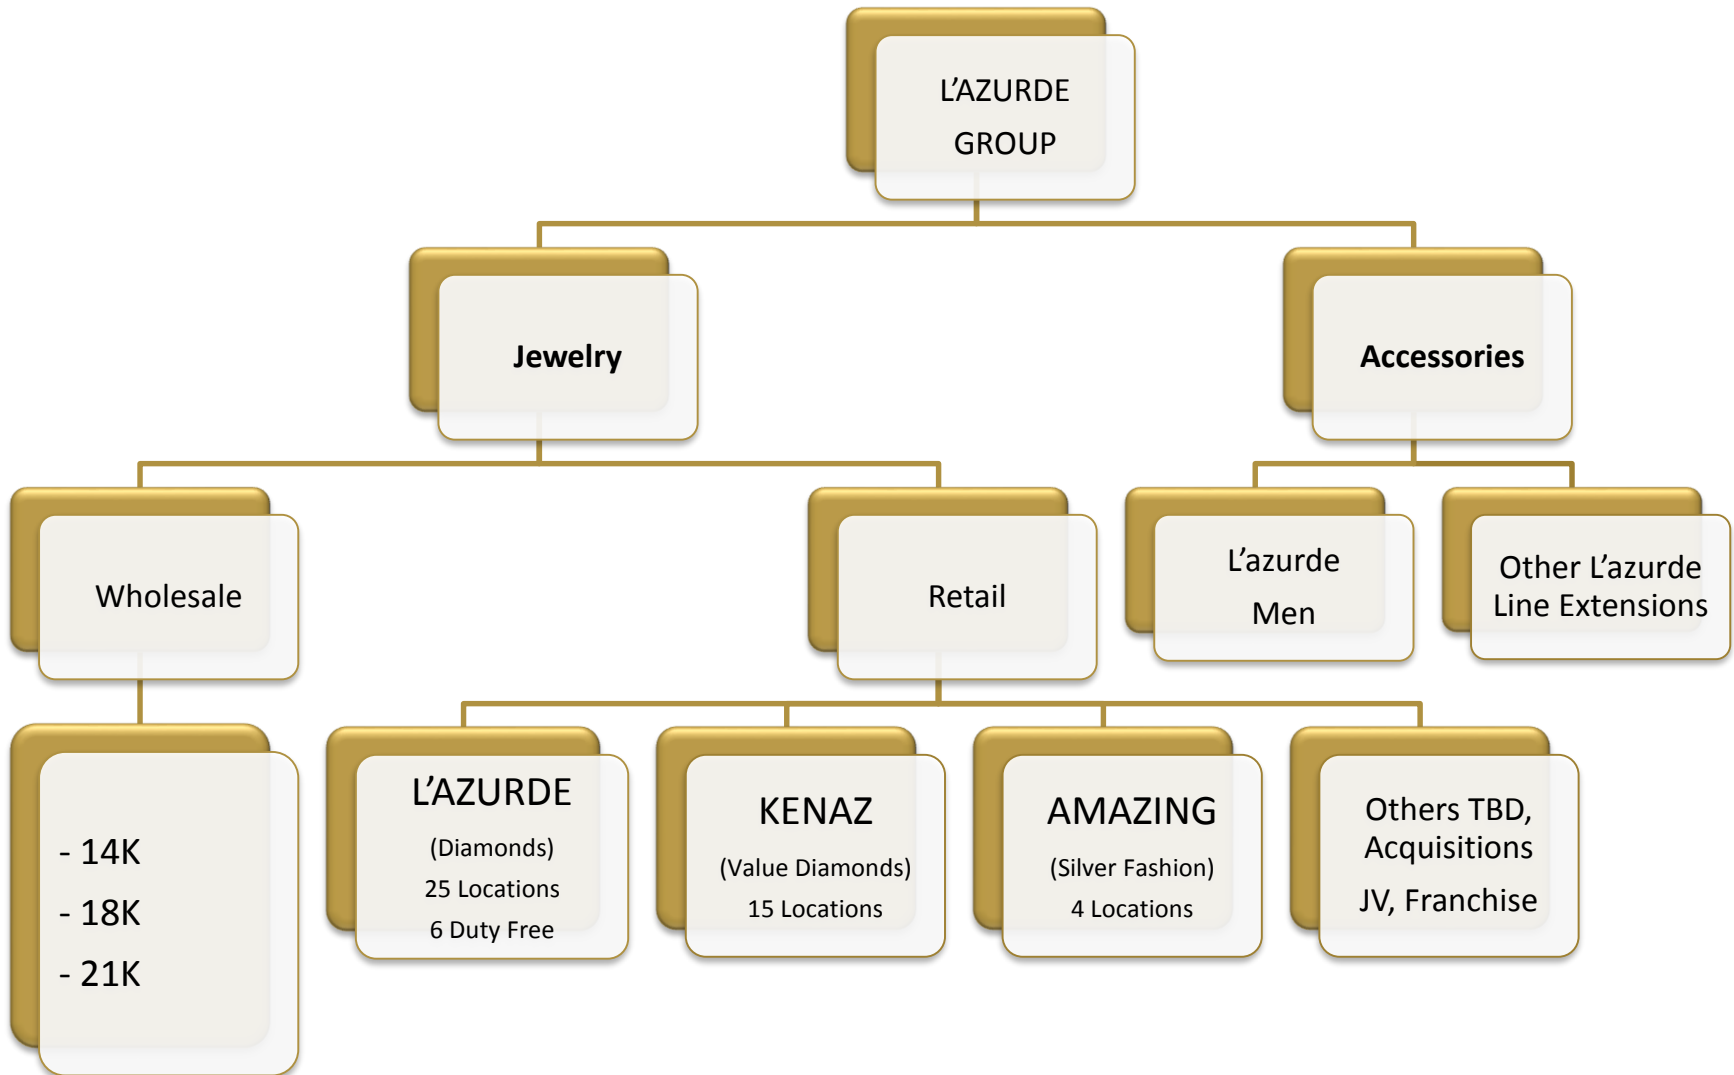 L’AZURDE
GROUP
Jewelry
Accessories
Wholesale
Retail
L’azurde
Men
Other L’azurde
Line Extensions
- 14K
- 18K
- 21K
L’AZURDE
(Diamonds)
25 Locations
6 Duty Free
KENAZ
(Value Diamonds)
15 Locations
AMAZING
(Silver Fashion)
4 Locations
Others TBD,
Acquisitions
JV, Franchise